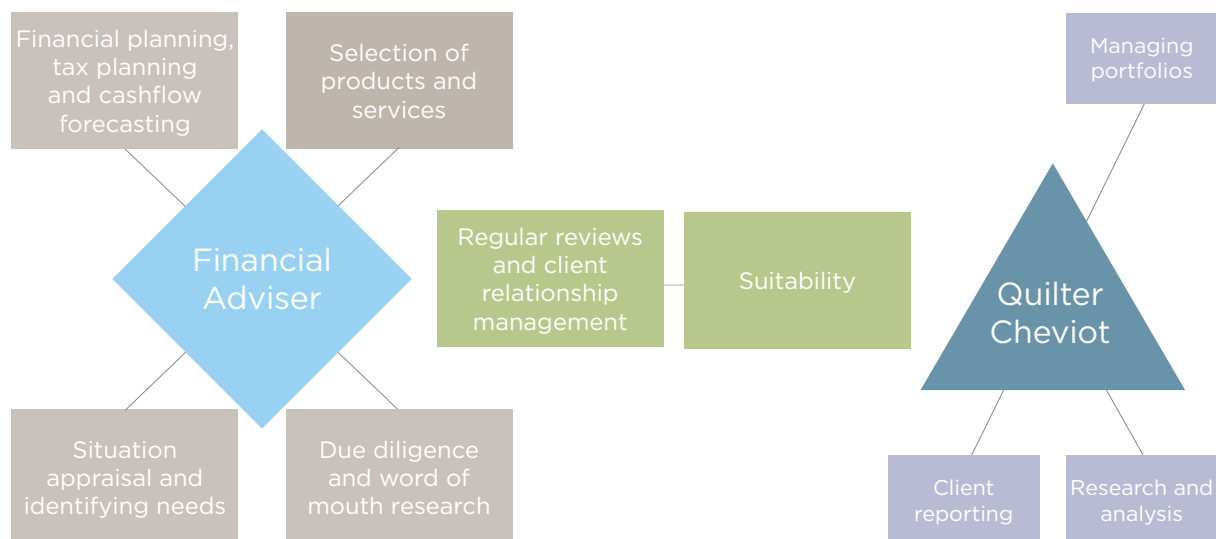 Financial planning,
tax planning
and cashflow
forecasting
Selection of
products and
services
Managing
portfolios
Financial
Adviser
Regular reviews
and client
relationship
management
Suitability
Quilter
Cheviot
Situation
appraisal and
identifying needs
Due diligence
and word of
mouth research
Client
reporting
Research and
analysis